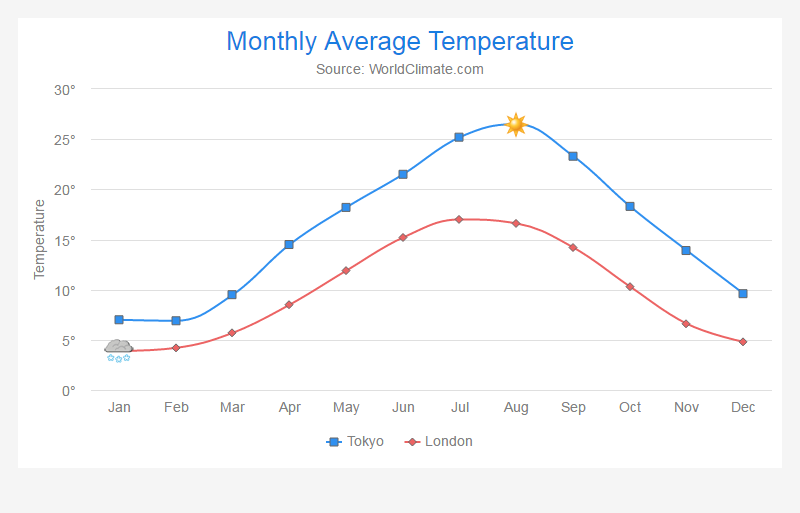 Monthly Average Temperature
Source: WorldClimate.com
30°
25°
20°
15°
10°
5°
0°
Temperature
Jan Feb Mar Apr May Jun Jul Aug Sep Oct Nov Dec
Tokyo London